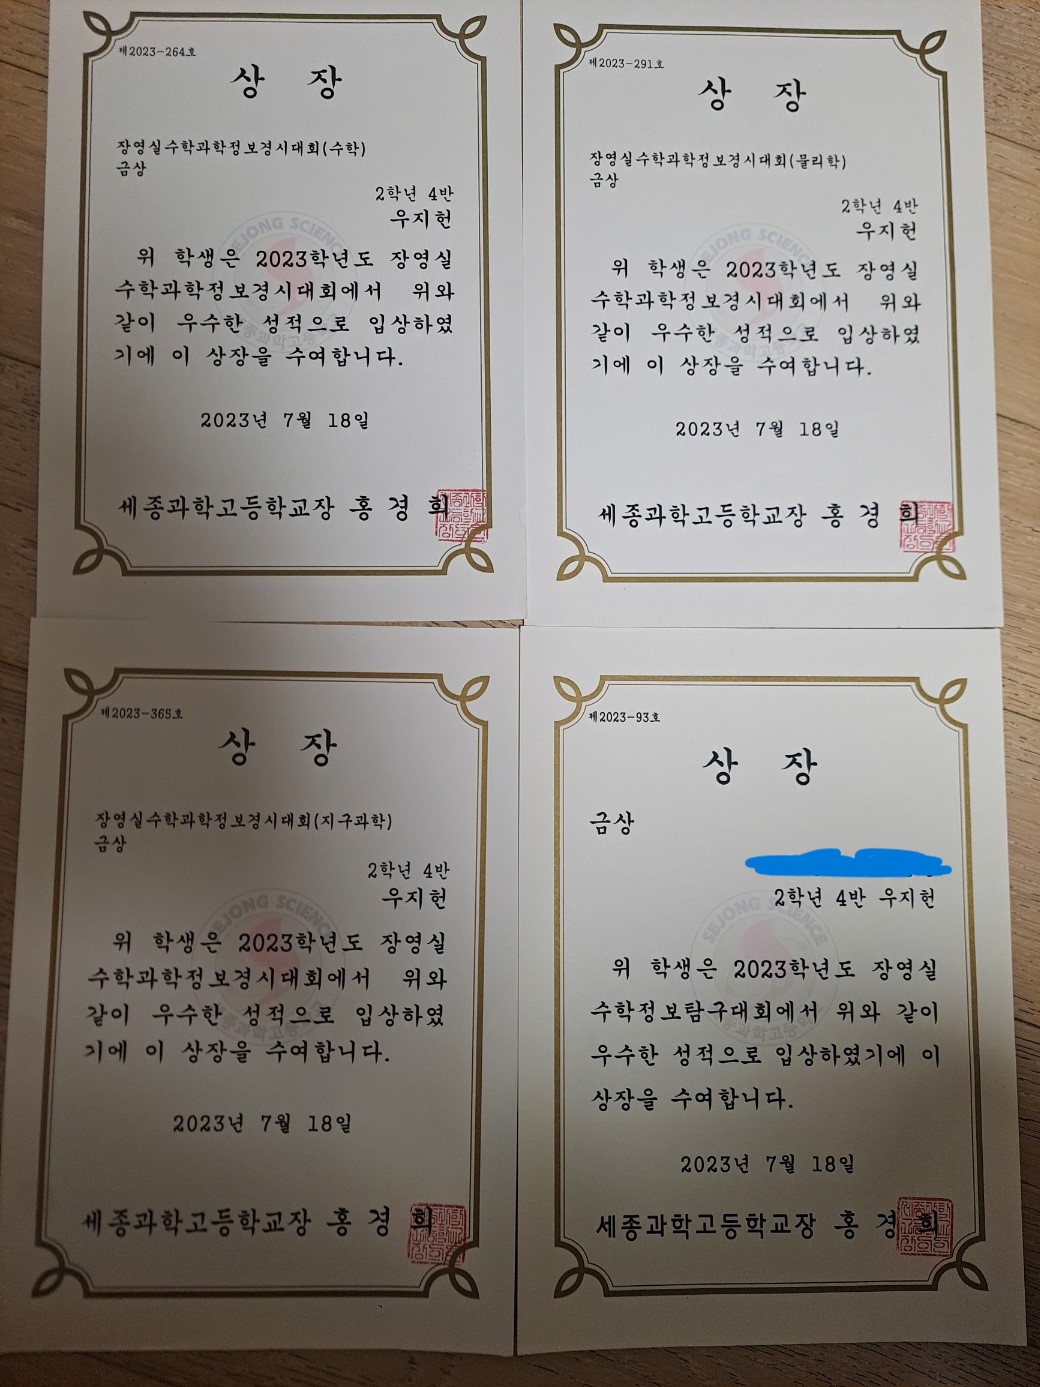 제2023-264호
상 장
장영실수학과학정보경시대회(수학)
금상
2학년 4반
우지헌
위 학생은 2023학년도 장영실
수학과학정보경시대회에서 위와
같이 우수한 성적으로 입상하였
기에 이 상장을 수여합니다.
2023년 7월 18일
세종과학고등학교장 홍경희
제2023-291호
상 장
장영실수학과학정보경시대회(물리학)
금상
2학년 4반
우지헌
위 학생은 2023학년도 장영실
수학과학정보경시대회에서 위와
같이 우수한 성적으로 입상하였
기에 이 상장을 수여합니다.
2023년 7월 18일
세종과학고등학교장 홍경희
제2023-365호
상 장
장영실수학과학정보경시대회(지구과학)
금상
2학년 4반
우지헌
위 학생은 2023학년도 장영실
수학과학정보경시대회에서 위와
같이 우수한 성적으로 입상하였
기에 이 상장을 수여합니다.
2023년 7월 18일
세종과학고등학교장 홍경희
제2023-93호
상 장
금상
2학년 4반 우지헌
위 학생은 2023학년도 장영실
수학정보탐구대회에서 위와 같이
우수한 성적으로 입상하였기에 이
상장을 수여합니다.
2023년 7월 18일
세종과학고등학교장 홍경희
SEJONG SCIENCE